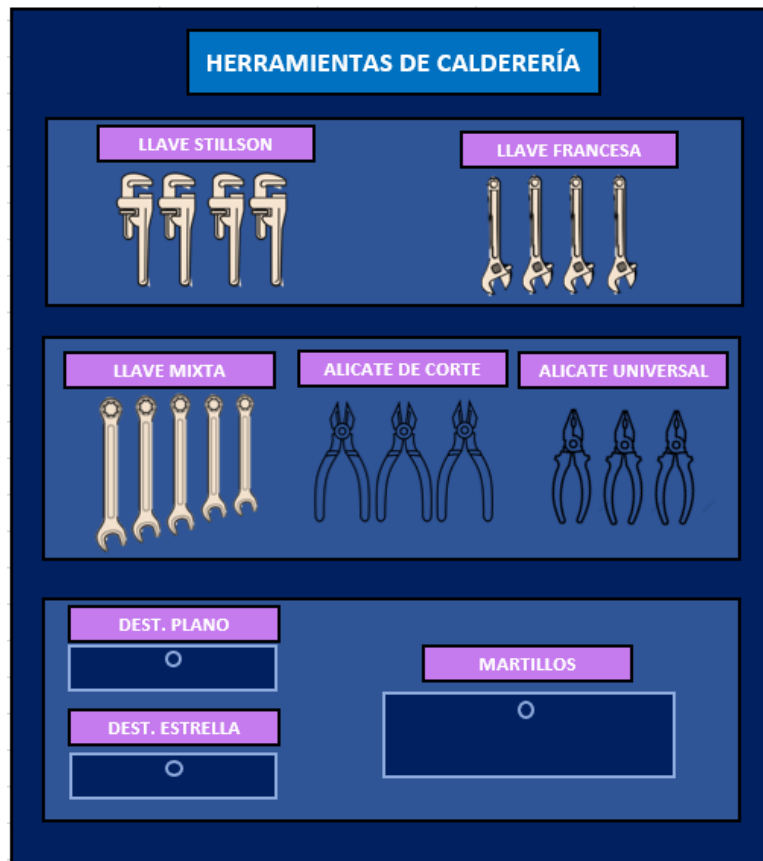 HERRAMIENTAS DE CALDERERÍA
LLAVE STILLSON
LLAVE FRANCESA
LLAVE MIXTA
ALICATE DE CORTE
ALICATE UNIVERSAL
DEST. PLANO
MARTILLOS
DEST. ESTRELLA